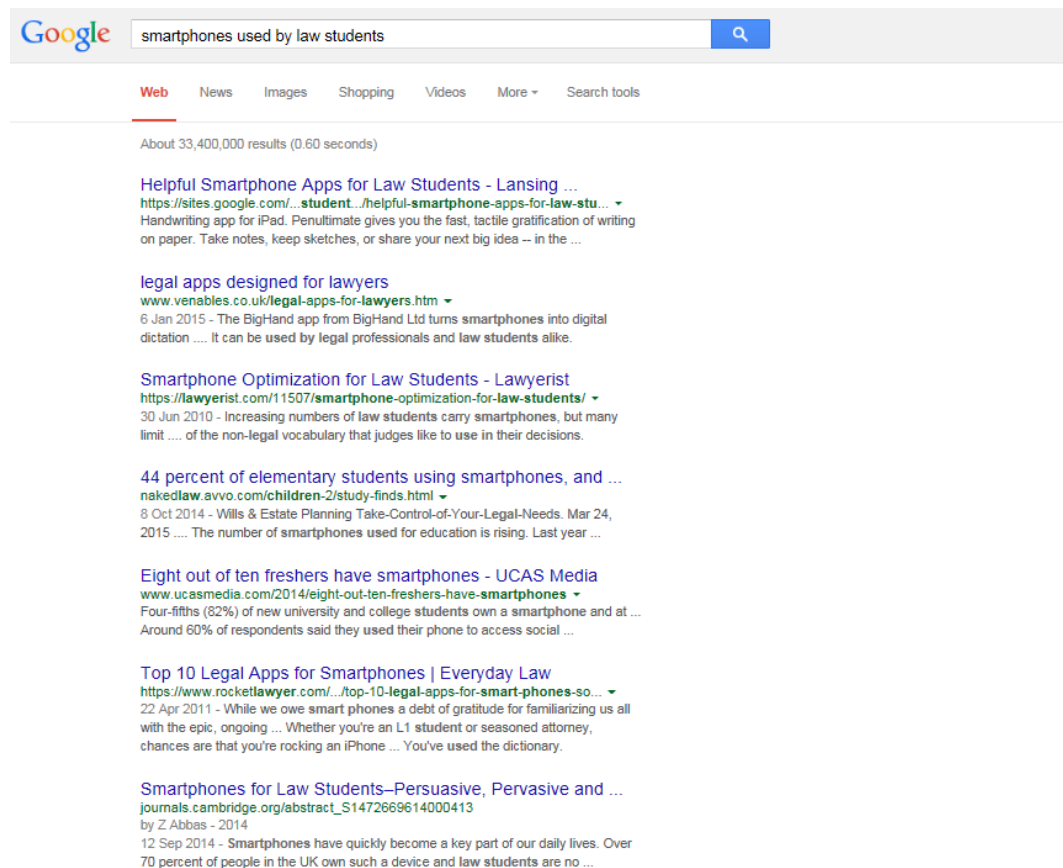 Google
smartphones used by law students
Web News Images Shopping Videos More Search tools
About 33,400,000 results (0.60 seconds)
Helpful Smartphone Apps for Law Students - Lansing ...
https://sites.google.com/...student.../helpful-smartphone-apps-for-law-stu...
Handwriting app for iPad. Penultimate gives you the fast, tactile gratification of writing
on paper. Take notes, keep sketches, or share your next big idea -- in the ...
legal apps designed for lawyers
www.venables.co.uk/legal-apps-for-lawyers.htm
6 Jan 2015 - The BigHand app from BigHand Ltd turns smartphones into digital
dictation .... It can be used by legal professionals and law students alike.
Smartphone Optimization for Law Students - Lawyerist
https://lawyerist.com/11507/smartphone-optimization-for-law-students/
30 Jun 2010 - Increasing numbers of law students carry smartphones, but many
limit .... of the non-legal vocabulary that judges like to use in their decisions.
44 percent of elementary students using smartphones, and ...
nakedlaw.avvo.com/children-2/study-finds.html
8 Oct 2014 - Wills & Estate Planning Take-Control-of-Your-Legal-Needs. Mar 24,
2015 .... The number of smartphones used for education is rising. Last year ...
Eight out of ten freshers have smartphones - UCAS Media
www.ucasmedia.com/2014/eight-out-ten-freshers-have-smartphones
Four-fifths (82%) of new university and college students own a smartphone and at ...
Around 60% of respondents said they used their phone to access social ...
Top 10 Legal Apps for Smartphones | Everyday Law
https://www.rocketlawyer.com/.../top-10-legal-apps-for-smart-phones-so...
22 Apr 2011 - While we owe smart phones a debt of gratitude for familiarizing us all
with the epic, ongoing ... Whether you're an L1 student or seasoned attorney,
chances are that you're rocking an iPhone ... You've used the dictionary.
Smartphones for Law Students–Persuasive, Pervasive and ...
journals.cambridge.org/abstract_S1472669614000413
by Z Abbas - 2014
12 Sep 2014 - Smartphones have quickly become a key part of our daily lives. Over
70 percent of people in the UK own such a device and law students are no ...